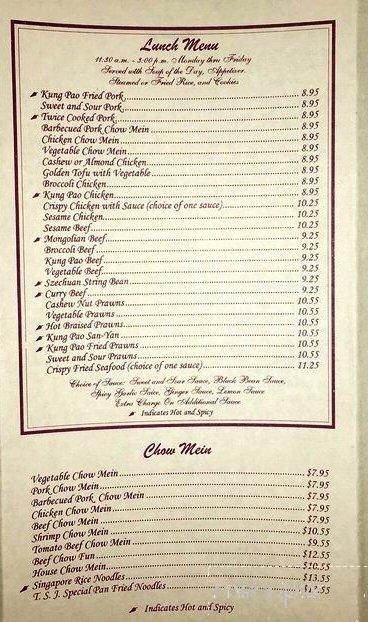 Lunch Menu
11:30 a.m. - 3:00 p.m. Monday thru Friday
Served with Soup of the Day, Appetizer
Steamed or Fried Rice, and Cookies
Kung Pao Fried Pork 8.95
Sweet and Sour Pork 8.95
Twice Cooked Pork 8.95
Barbecued Pork Chow Mein 8.95
Chicken Chow Mein 8.95
Vegetable Chow Mein 8.95
Cashew or Almond Chicken 8.95
Golden Tofu with Vegetable 8.95
Broccoli Chicken 8.95
Kung Pao Chicken 8.95
Crispy Chicken with Sauce (choice of one sauce) 10.25
Sesame Chicken 10.25
Sesame Beef 10.25
Mongolian Beef 9.25
Broccoli Beef 9.25
Kung Pao Beef 9.25
Vegetable Beef 9.25
Szechuan String Bean 9.25
Curry Beef 9.25
Cashew Nut Prawns 10.55
Vegetable Prawns 10.55
Hot Braised Prawns 10.55
Kung Pao San-Yan 10.55
Kung Pao Fried Prawns 10.55
Sweet and Sour Prawns 10.55
Crispy Fried Seafood (choice of one sauce) 11.25
Choice of Sauce: Sweet and Sour Sauce, Black Bean Sauce,
Spicy Garlic Sauce, Ginger Sauce, Lemon Sauce
Extra Charge On Additional Sauce
Indicates Hot and Spicy
Chow Mein
Vegetable Chow Mein $7.95
Pork Chow Mein $7.95
Barbecued Pork Chow Mein $7.95
Chicken Chow Mein $7.95
Beef Chow Mein $7.95
Shrimp Chow Mein $10.55
Tomato Beef Chow Mein $9.55
Beef Chow Fun $12.55
House Chow Mein $10.55
Singapore Rice Noodles $13.55
T. S. J. Special Pan Fried Noodles
Indicates Hot and Spicy